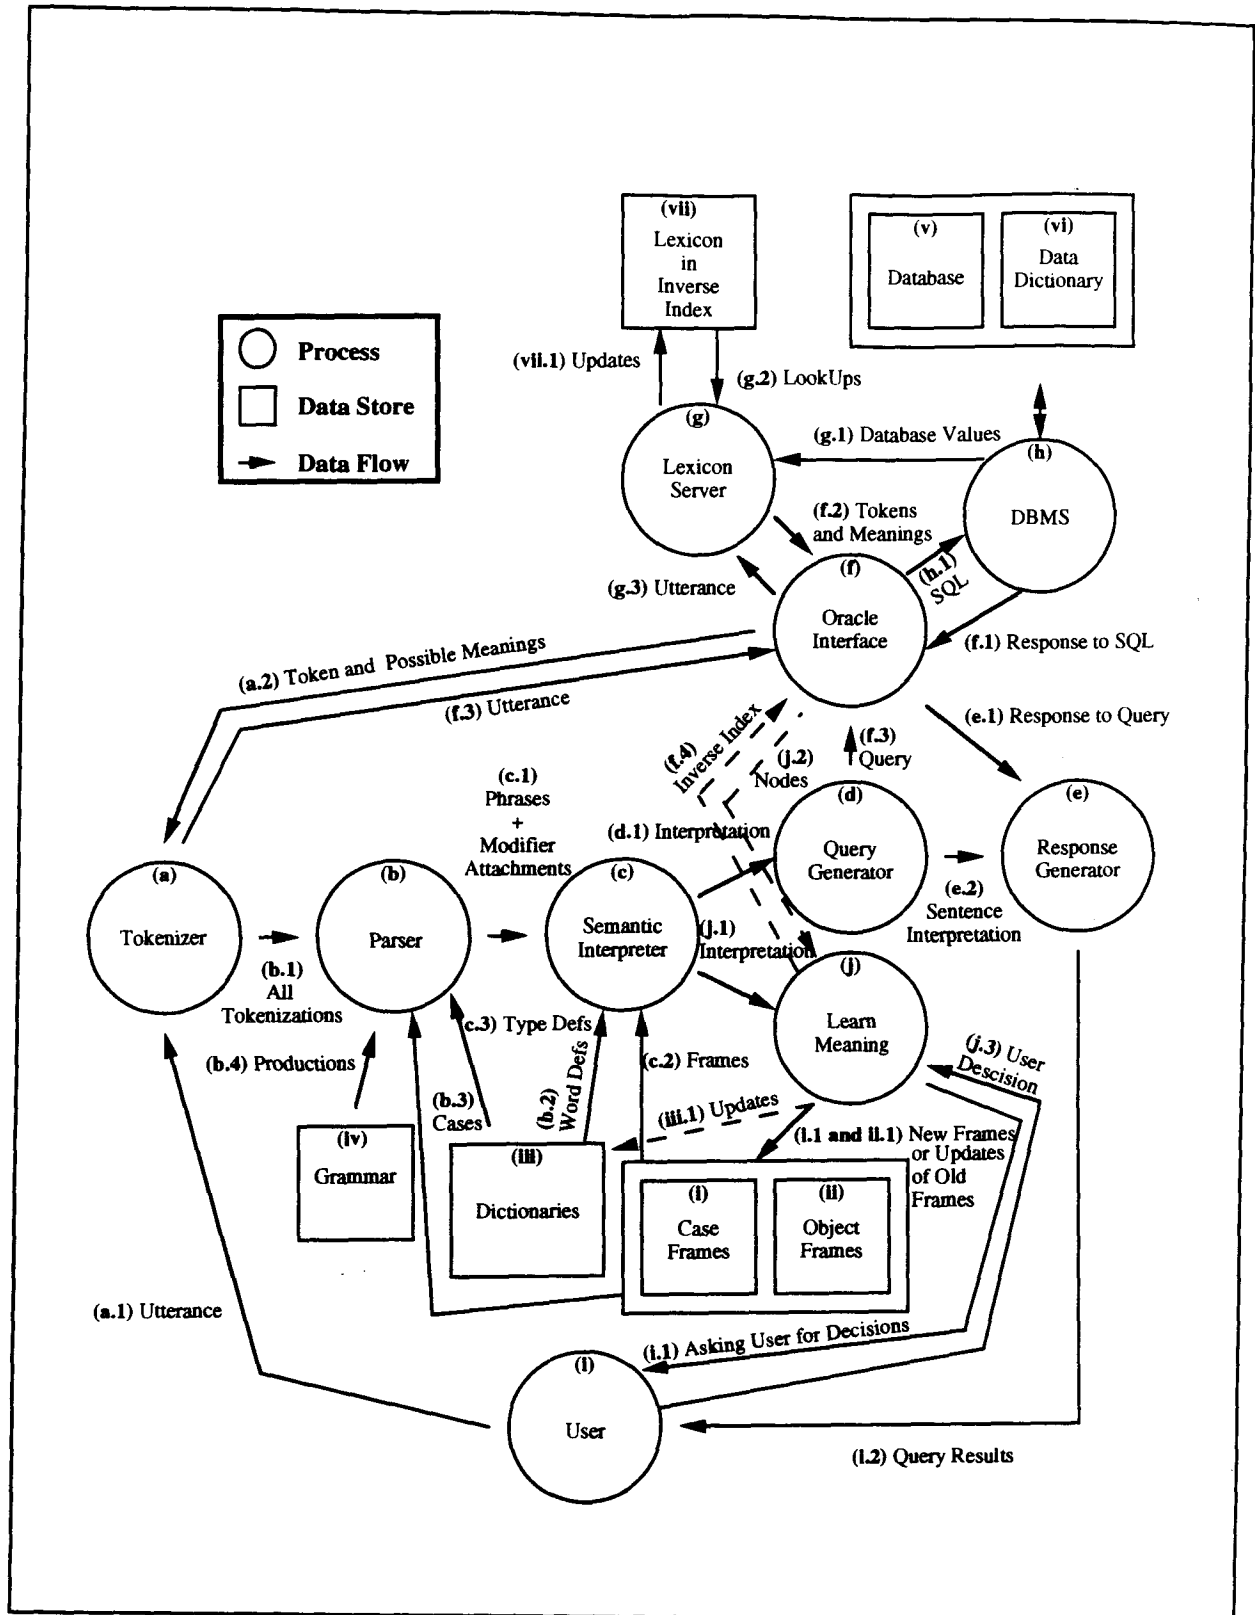 (vii)
Lexicon
in
Inverse
Index
(v)
Database
(vi)
Data
Dictionary
Process
Data Store
Data Flow
(vii.1) Updates
(g.2) LookUps
(g)
Lexicon
Server
(g.1) Database Values
(h)
DBMS
(f.2) Tokens
and Meanings
(h.1)
SQL
(g.3) Utterance
(f)
Oracle
Interface
(f.1) Response to SQL
(a.2) Token and Possible Meanings
(f.3) Utterance
(e.1) Response to Query
(f.4)
Inverse Index
(j.2)
Nodes
(f.3)
Query
(c.1)
Phrases
+
Modifier
Attachments
(d.1) Interpretation
(d)
Query
Generator
(e)
Response
Generator
(e.2)
Sentence
Interpretation
(a)
Tokenizer
(b)
Parser
(c)
Semantic
Interpreter
(j.1)
Interpretation
(b.1)
All
Tokenizations
(j)
Learn
Meaning
(b.4) Productions
c.3) Type Defs
(b.3)
Cases
(b.2)
Word Defs
(c.2) Frames
(j.3) User
Descision
(iii.1) Updates
(i.1 and ii.1) New Frames
or Updates
of Old
Frames
(iv)
Grammar
(iii)
Dictionaries
(i)
Case
Frames
(ii)
Object
Frames
(a.1) Utterance
(i.1) Asking User for Decisions
(i)
User
(i.2) Query Results